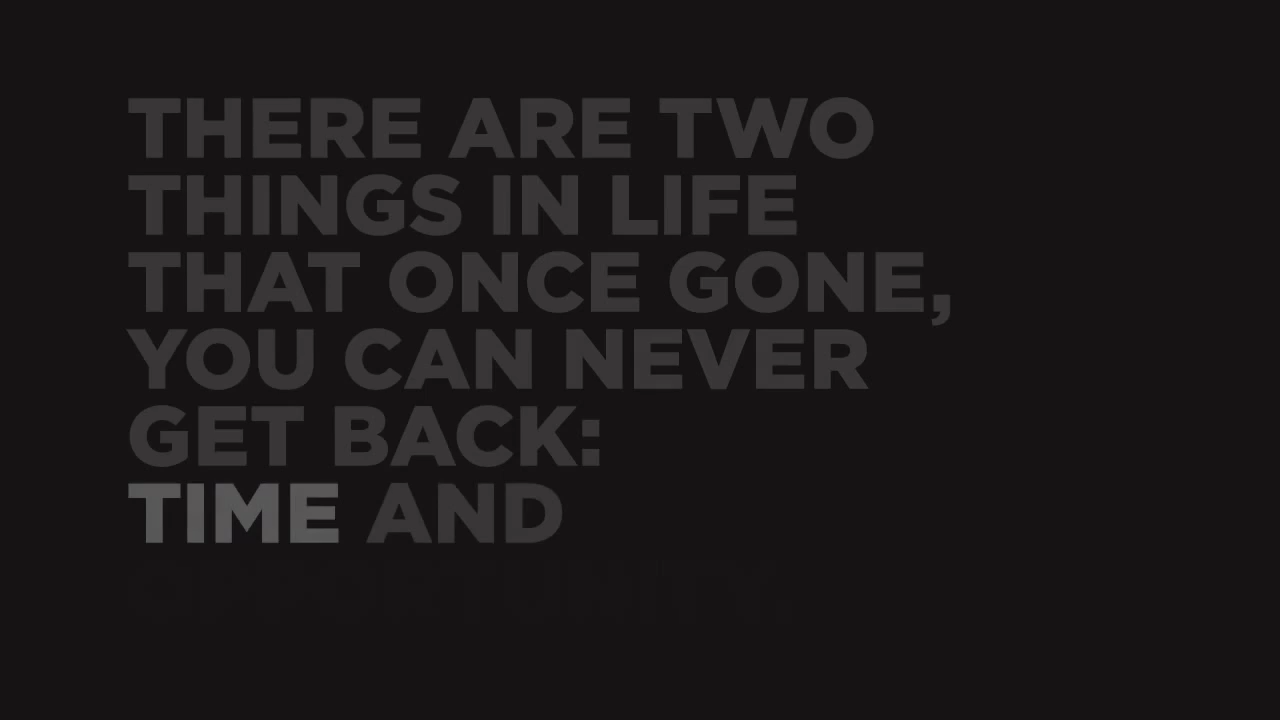 THERE ARE TWO
THINGS IN LIFE
THAT ONCE GONE,
YOU CAN NEVER
GET BACK:
TIME AND
OPPORTUNITY.